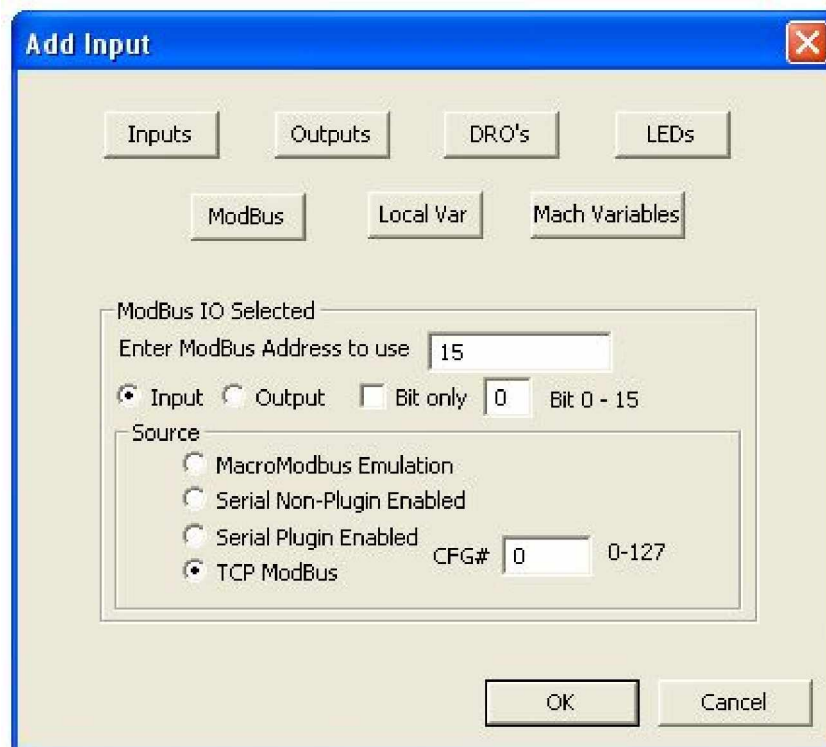 Add Input
Inputs Outputs DRO's LEDs
ModBus Local Var Mach Variables
ModBus IO Selected
Enter ModBus Address to use 15
Input Output Bit only 0 Bit 0 - 15
Source
MacroModbus Emulation
Serial Non-Plugin Enabled
Serial Plugin Enabled
CFG# 0 0-127
TCP ModBus
OK Cancel